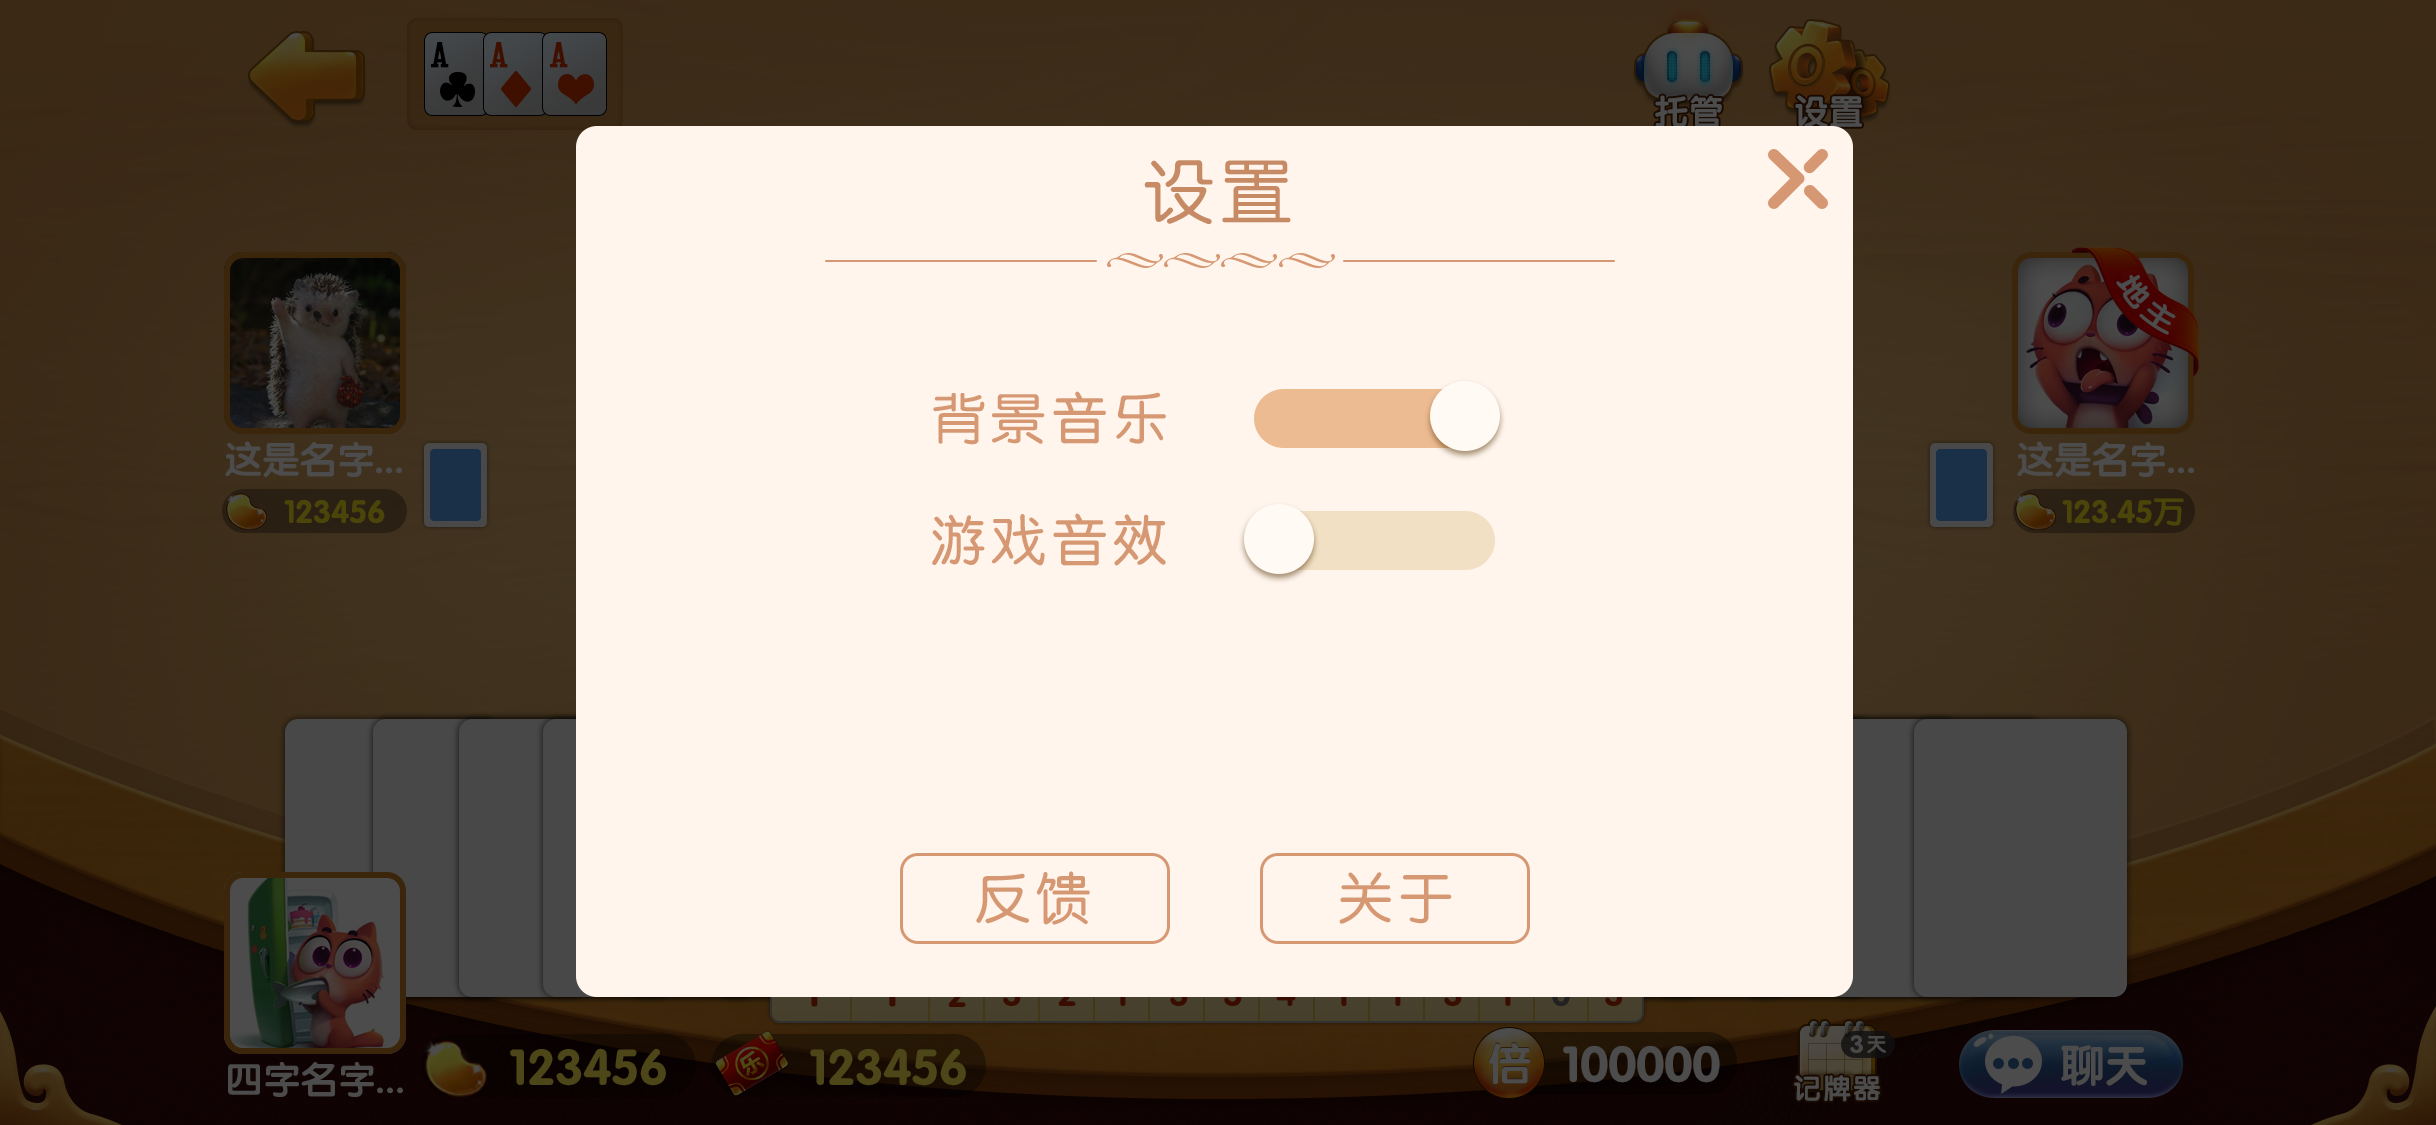 A A A
托管
设置
设置
地主
背景音乐
这是名字...
这是名字...
123456
123.45万
游戏音效
反馈
关于
3天
123456
123456
倍
100000
记牌器
聊天
四字名字...